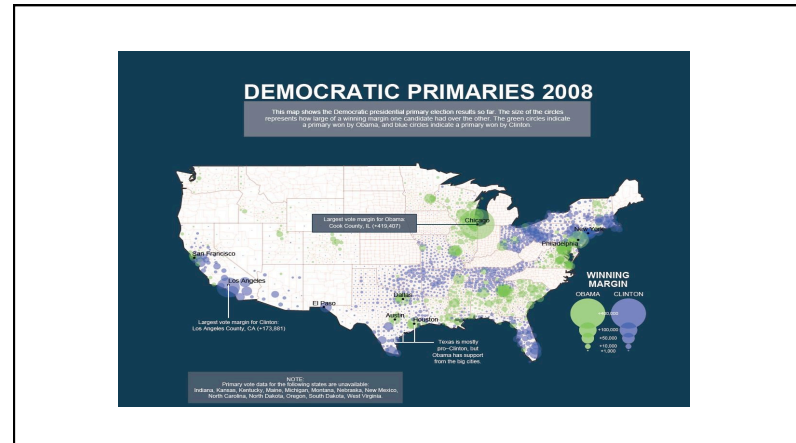 DEMOCRATIC PRIMARIES 2008
This map shows the Democratic presidential primary election results so far. The size of the circles
represents how large of a winning margin one candidate had over the other. The green circles indicate
a primary won by Obama, and blue circles indicate a primary won by Clinton.
Largest vote margin for Obama:
Cook County, IL (+419,407)
Chicago
New York
Philadelphia
San Francisco
Los Angeles
Largest vote margin for Clinton:
Los Angeles County, CA (+173,881)
El Paso
Dallas
Austin
Houston
Texas is mostly
pro-Clinton, but
Obama has support
from the big cities.
WINNING
MARGIN
OBAMA
CLINTON
+400,000
+100,000
+50,000
+10,000
+1,000
NOTE:
Primary vote data for the following states are unavailable:
Indiana, Kansas, Kentucky, Maine, Michigan, Montana, Nebraska, New Mexico,
North Carolina, North Dakota, Oregon, South Dakota, West Virginia.